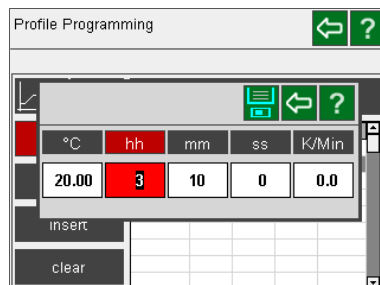 Profile Programming
?
?
°C hh mm ss K/Min
20.00 3 10 0 0.0
insert
clear